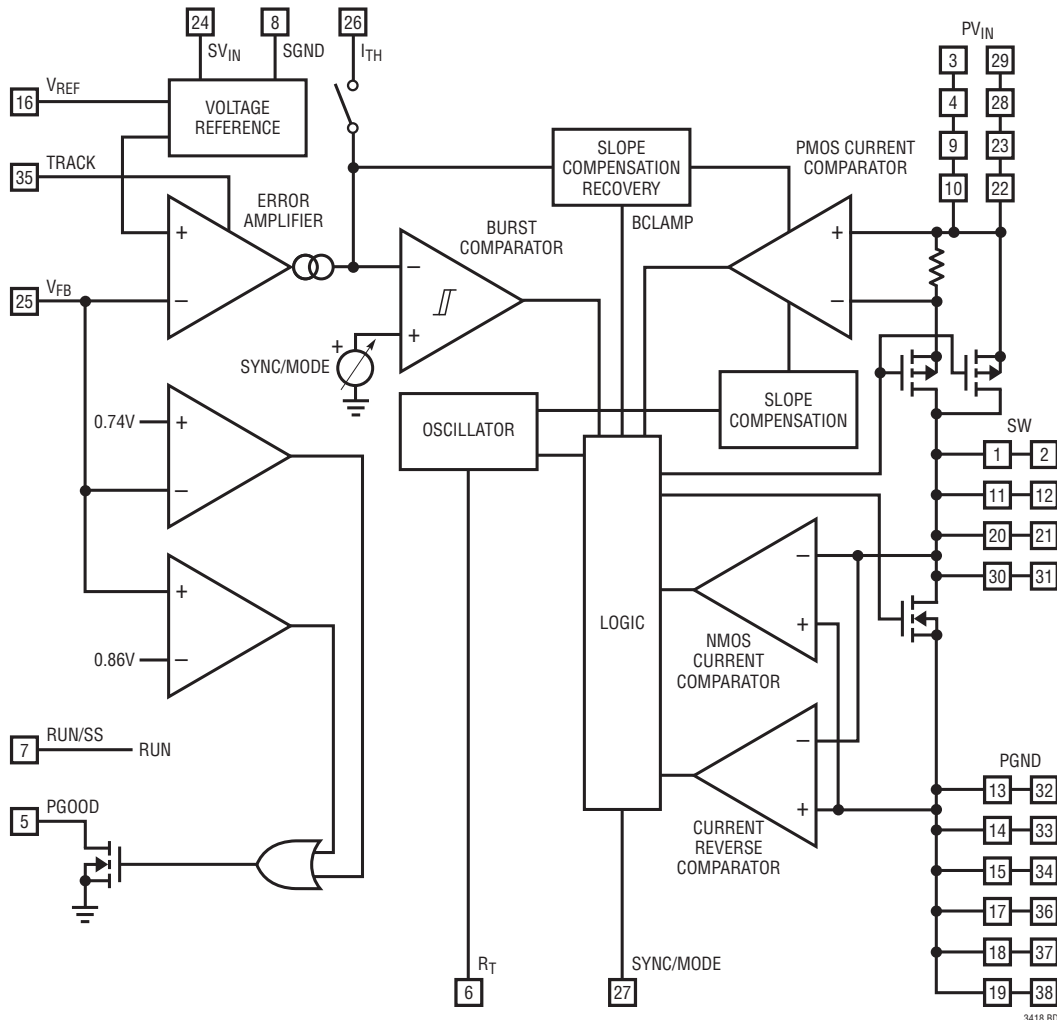 24
8
26
SVIN
SGND
ITH
PVIN
3
29
4
28
9
23
10
22
16
VREF
VOLTAGE
REFERENCE
35
TRACK
ERROR
AMPLIFIER
+
−
25
VFB
SLOPE
COMPENSATION
RECOVERY
BCLAMP
PMOS CURRENT
COMPARATOR
+
−
BURST
COMPARATOR
−
+
SYNC/MODE
+
OSCILLATOR
SLOPE
COMPENSATION
0.74V
+
−
+
0.86V
−
SW
1
2
11
12
20
21
30
31
LOGIC
−
+
NMOS
CURRENT
COMPARATOR
−
+
CURRENT
REVERSE
COMPARATOR
7
RUN/SS
RUN
5
PGOOD
PGND
13
32
14
33
15
34
17
36
18
37
19
38
RT
6
SYNC/MODE
27
3418 BD